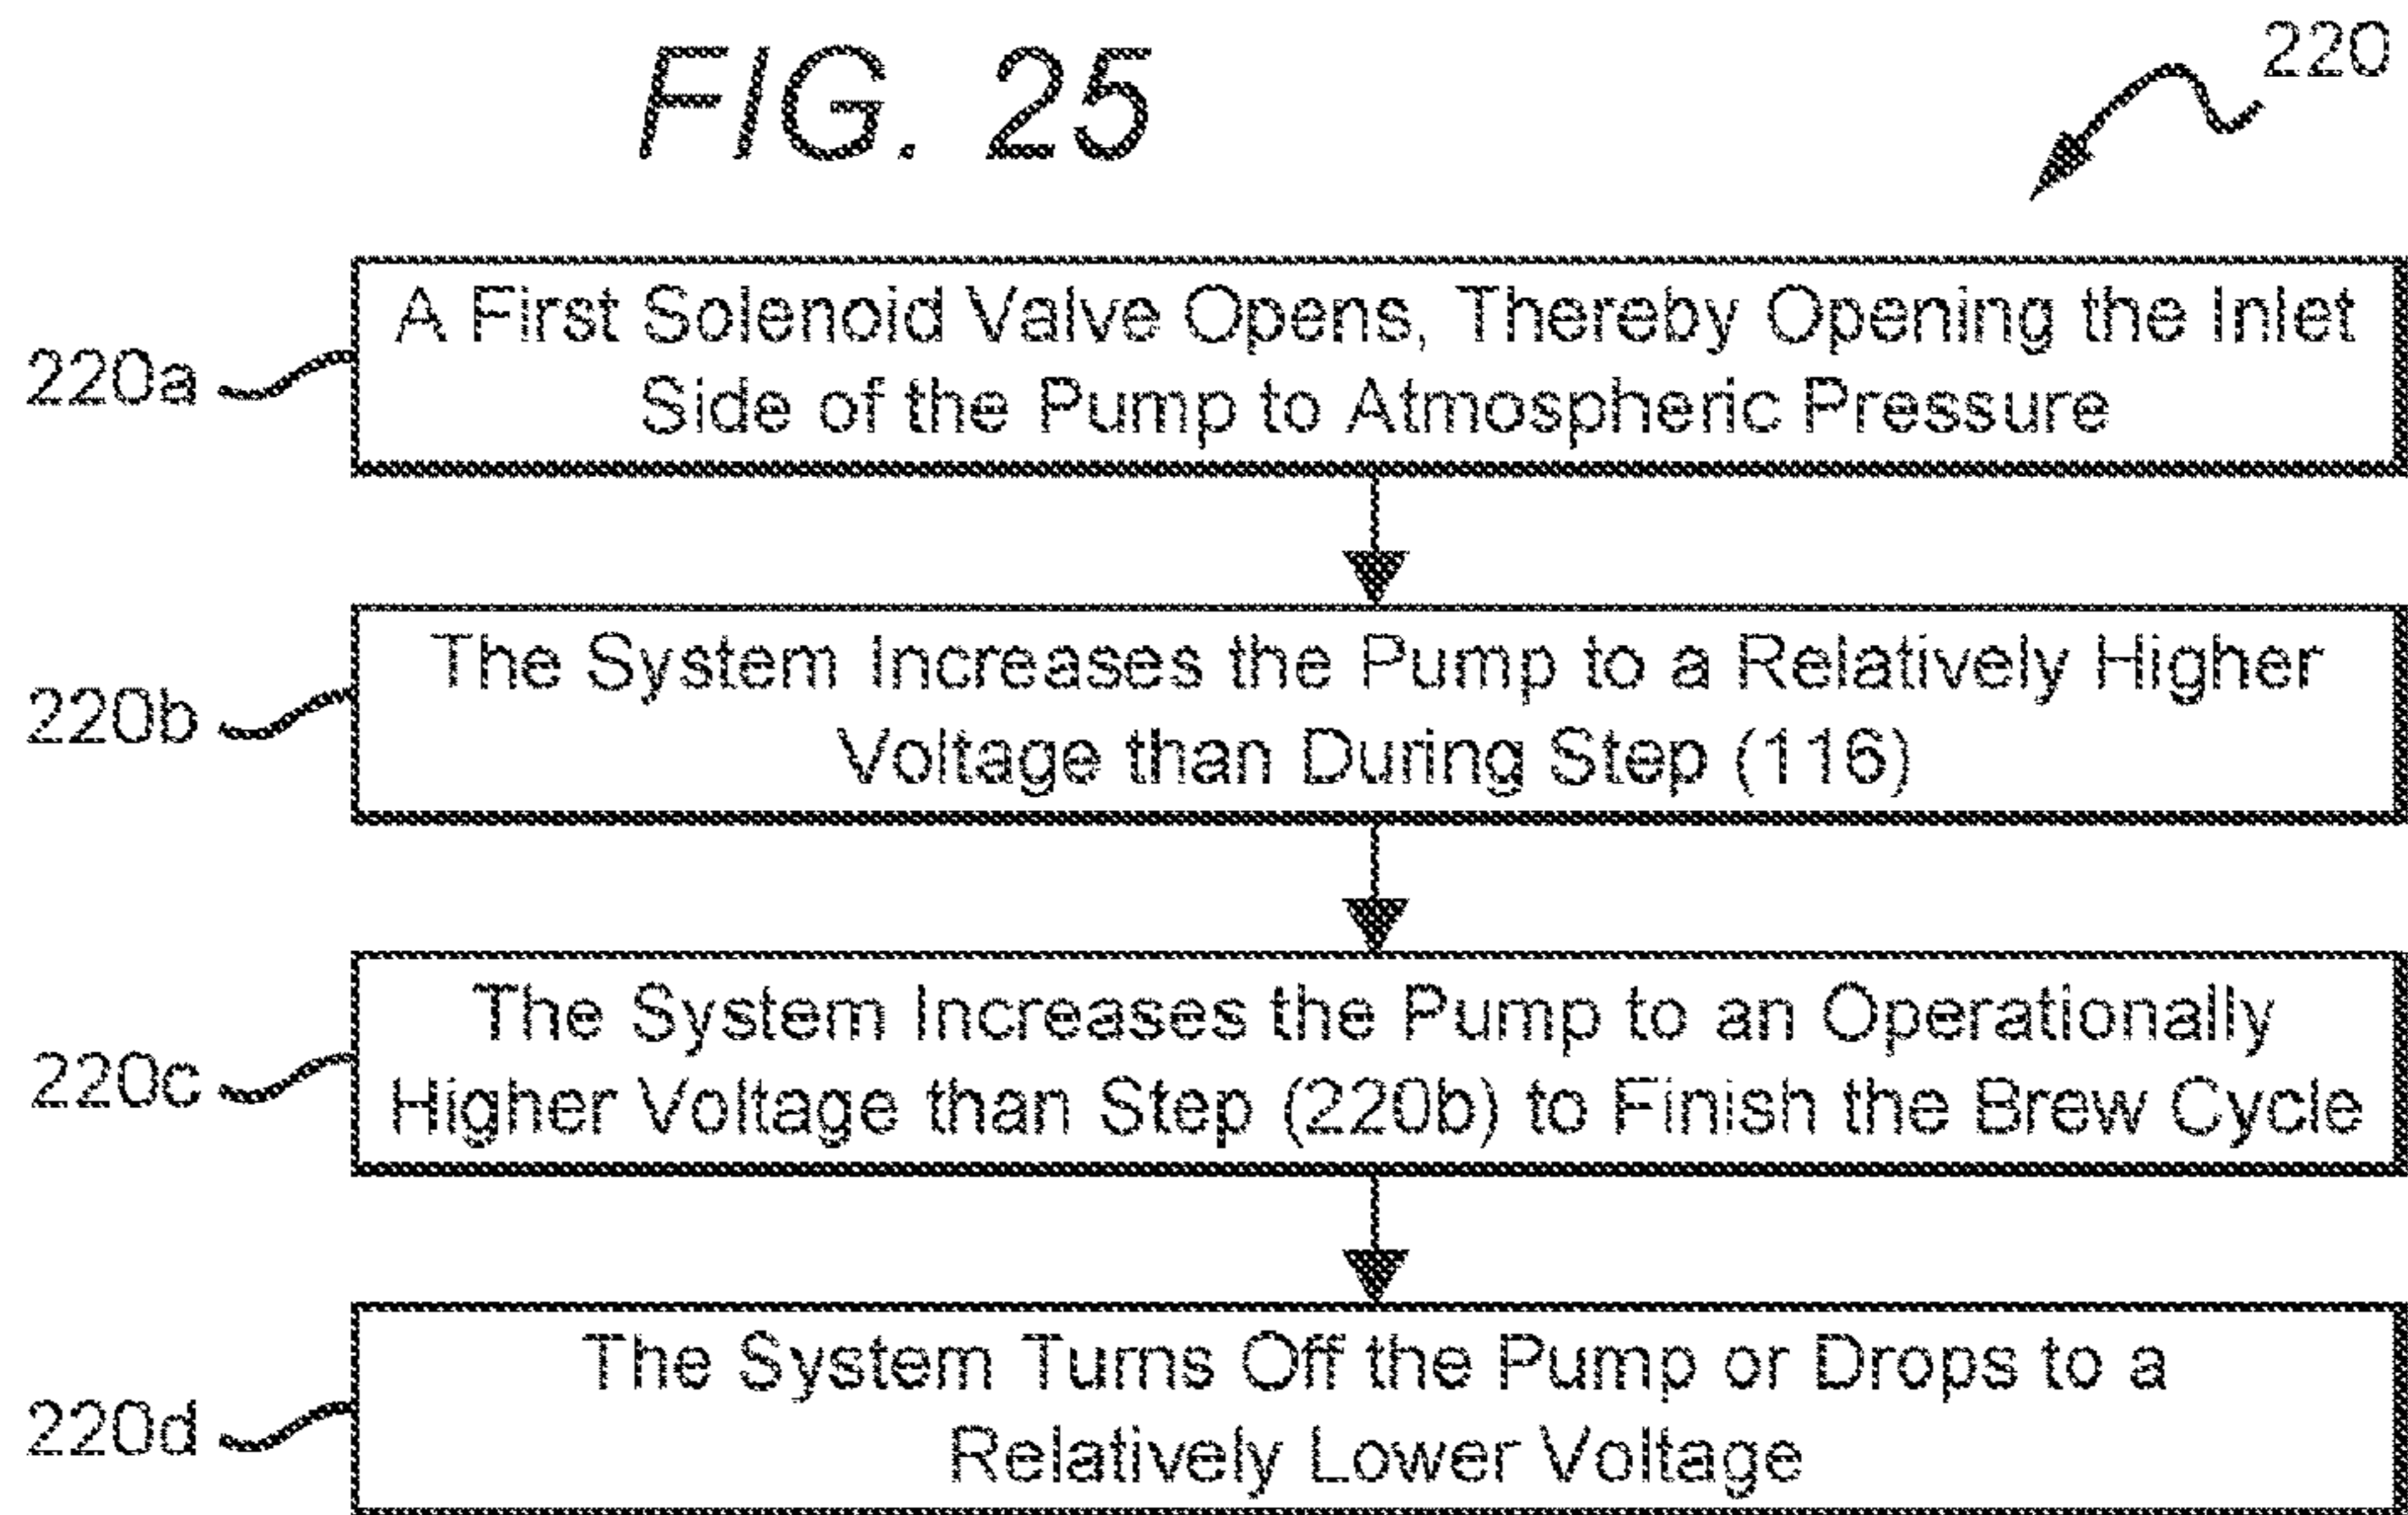 FIG. 25
220
220a
A First Solenoid Valve Opens, Thereby Opening the Inlet
Side of the Pump to Atmospheric Pressure
220b
The System Increases the Pump to a Relatively Higher
Voltage than During Step (116)
220c
The System Increases the Pump to an Operationally
Higher Voltage than Step (220b) to Finish the Brew Cycle
220d
The System Turns Off the Pump or Drops to a
Relatively Lower Voltage